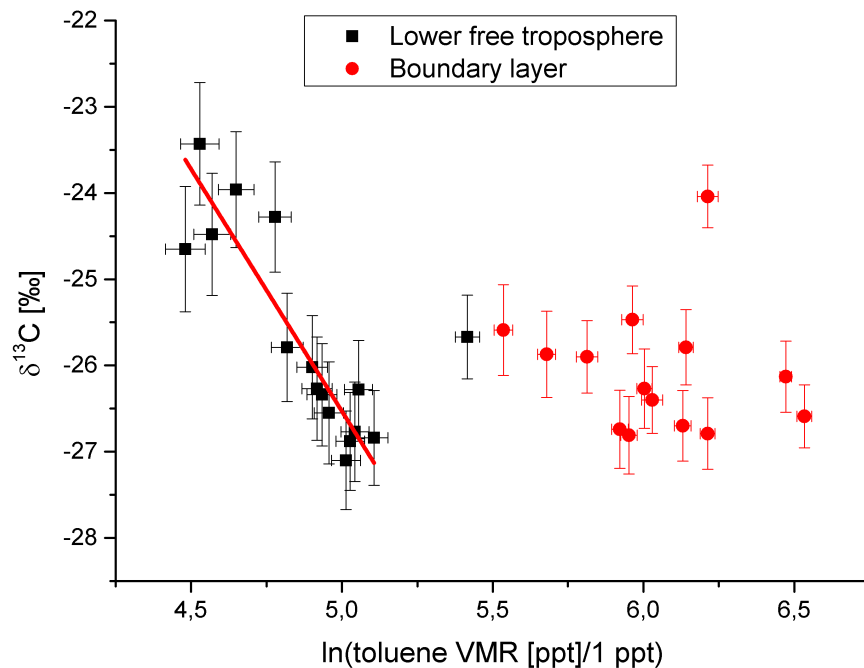 Lower free troposphere
Boundary layer
-22
-23
-24
-25
-26
-27
-28
δ¹³C [‰]
4,5 5,0 5,5 6,0 6,5
ln(toluene VMR [ppt]/1 ppt)